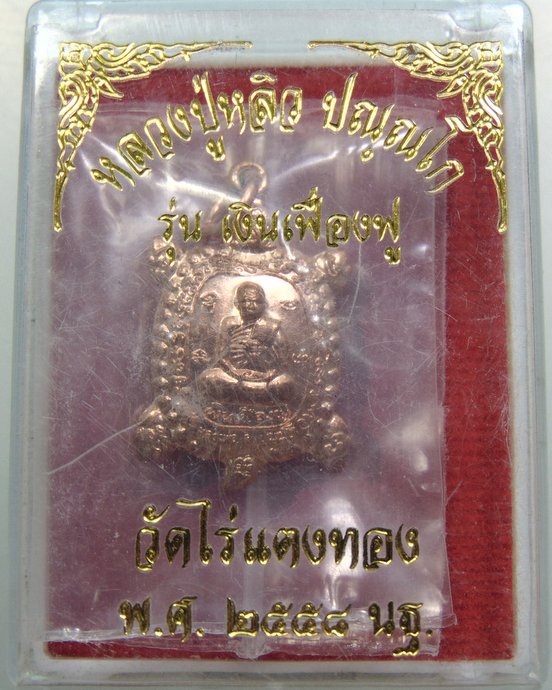 หลวงปู่หลิว ปณฺณโก
รุ่น เงินเฟื่องฟู
วัดไร่แตงทอง
พ.ศ. ๒๕๕๘ นฐ.